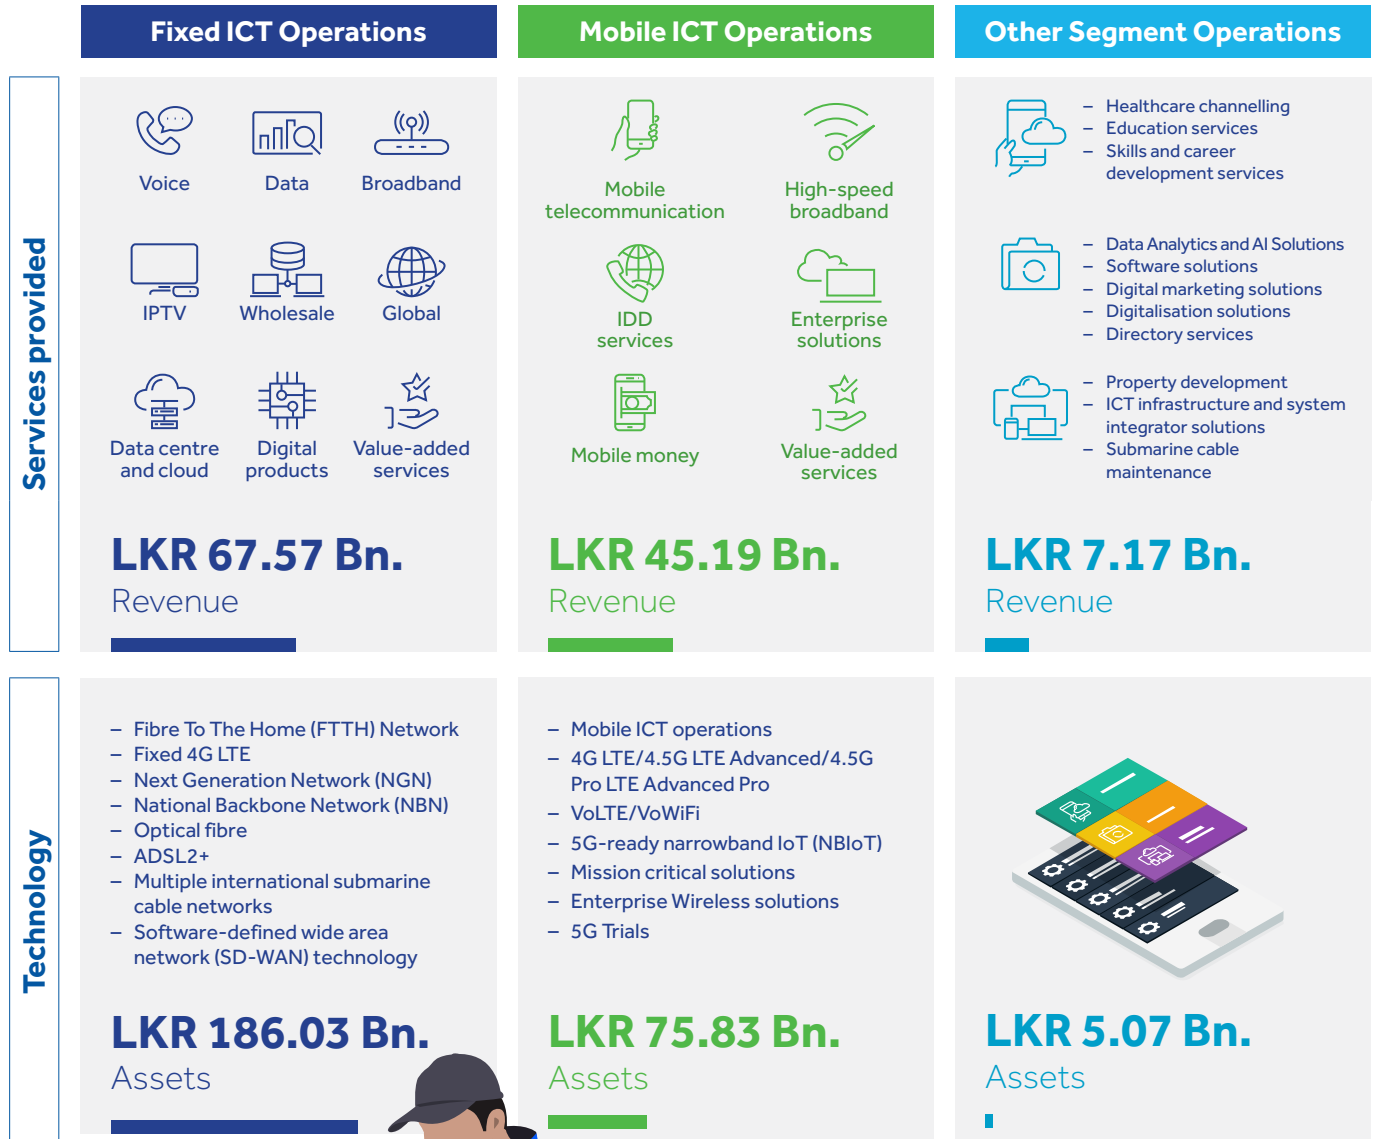 Fixed ICT Operations
Mobile ICT Operations
Other Segment Operations
Services provided
Voice
Data
Broadband
IPTV
Wholesale
Global
Data centre
and cloud
Digital
products
Value-added
services
LKR 67.57 Bn.
Revenue
Mobile
telecommunication
High-speed
broadband
IDD
services
Enterprise
solutions
Mobile money
Value-added
services
LKR 45.19 Bn.
Revenue
– Healthcare channelling
– Education services
– Skills and career
development services
– Data Analytics and AI Solutions
– Software solutions
– Digital marketing solutions
– Digitalisation solutions
– Directory services
– Property development
– ICT infrastructure and system
integrator solutions
– Submarine cable
maintenance
LKR 7.17 Bn.
Revenue
Technology
– Fibre To The Home (FTTH) Network
– Fixed 4G LTE
– Next Generation Network (NGN)
– National Backbone Network (NBN)
– Optical fibre
– ADSL2+
– Multiple international submarine
cable networks
– Software-defined wide area
network (SD-WAN) technology
LKR 186.03 Bn.
Assets
– Mobile ICT operations
– 4G LTE/4.5G LTE Advanced/4.5G
Pro LTE Advanced Pro
– VoLTE/VoWiFi
– 5G-ready narrowband IoT (NBIoT)
– Mission critical solutions
– Enterprise Wireless solutions
– 5G Trials
LKR 75.83 Bn.
Assets
LKR 5.07 Bn.
Assets